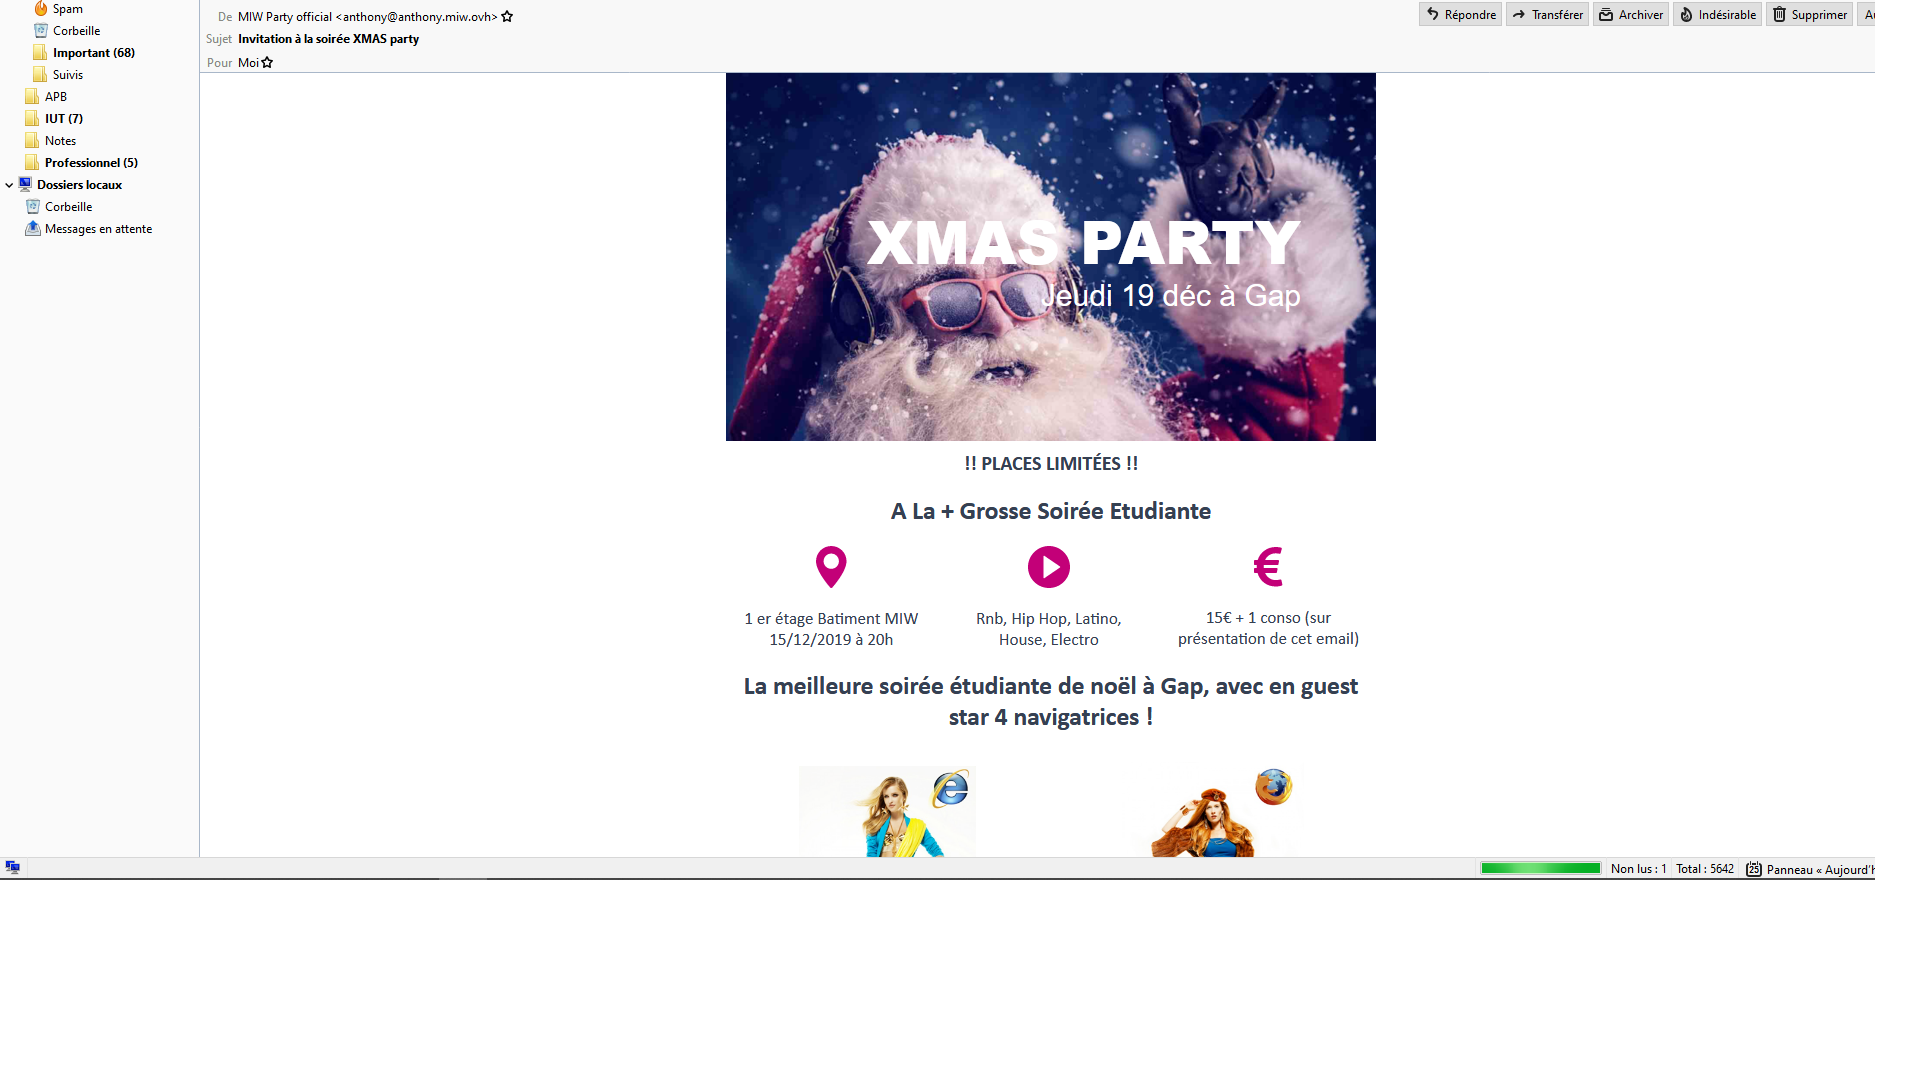 Spam
Corbeille
Important (68)
Suivis
APB
IUT (7)
Notes
Professionnel (5)
Dossiers locaux
Corbeille
Messages en attente
De MIW Party official <anthony@anthony.miw.ovh>
Sujet Invitation à la soirée XMAS party
Pour Moi
Répondre Transférer Archiver Indésirable Supprimer
XMAS PARTY
Jeudi 19 déc à Gap
!! PLACES LIMITÉES !!
A La + Grosse Soirée Etudiante
1 er étage Batiment MIW
15/12/2019 à 20h
Rnb, Hip Hop, Latino,
House, Electro
15€ + 1 conso (sur
présentation de cet email)
La meilleure soirée étudiante de noël à Gap, avec en guest
star 4 navigatrices !
Non lus : 1 Total : 5642 25 Panneau « Aujourd'h